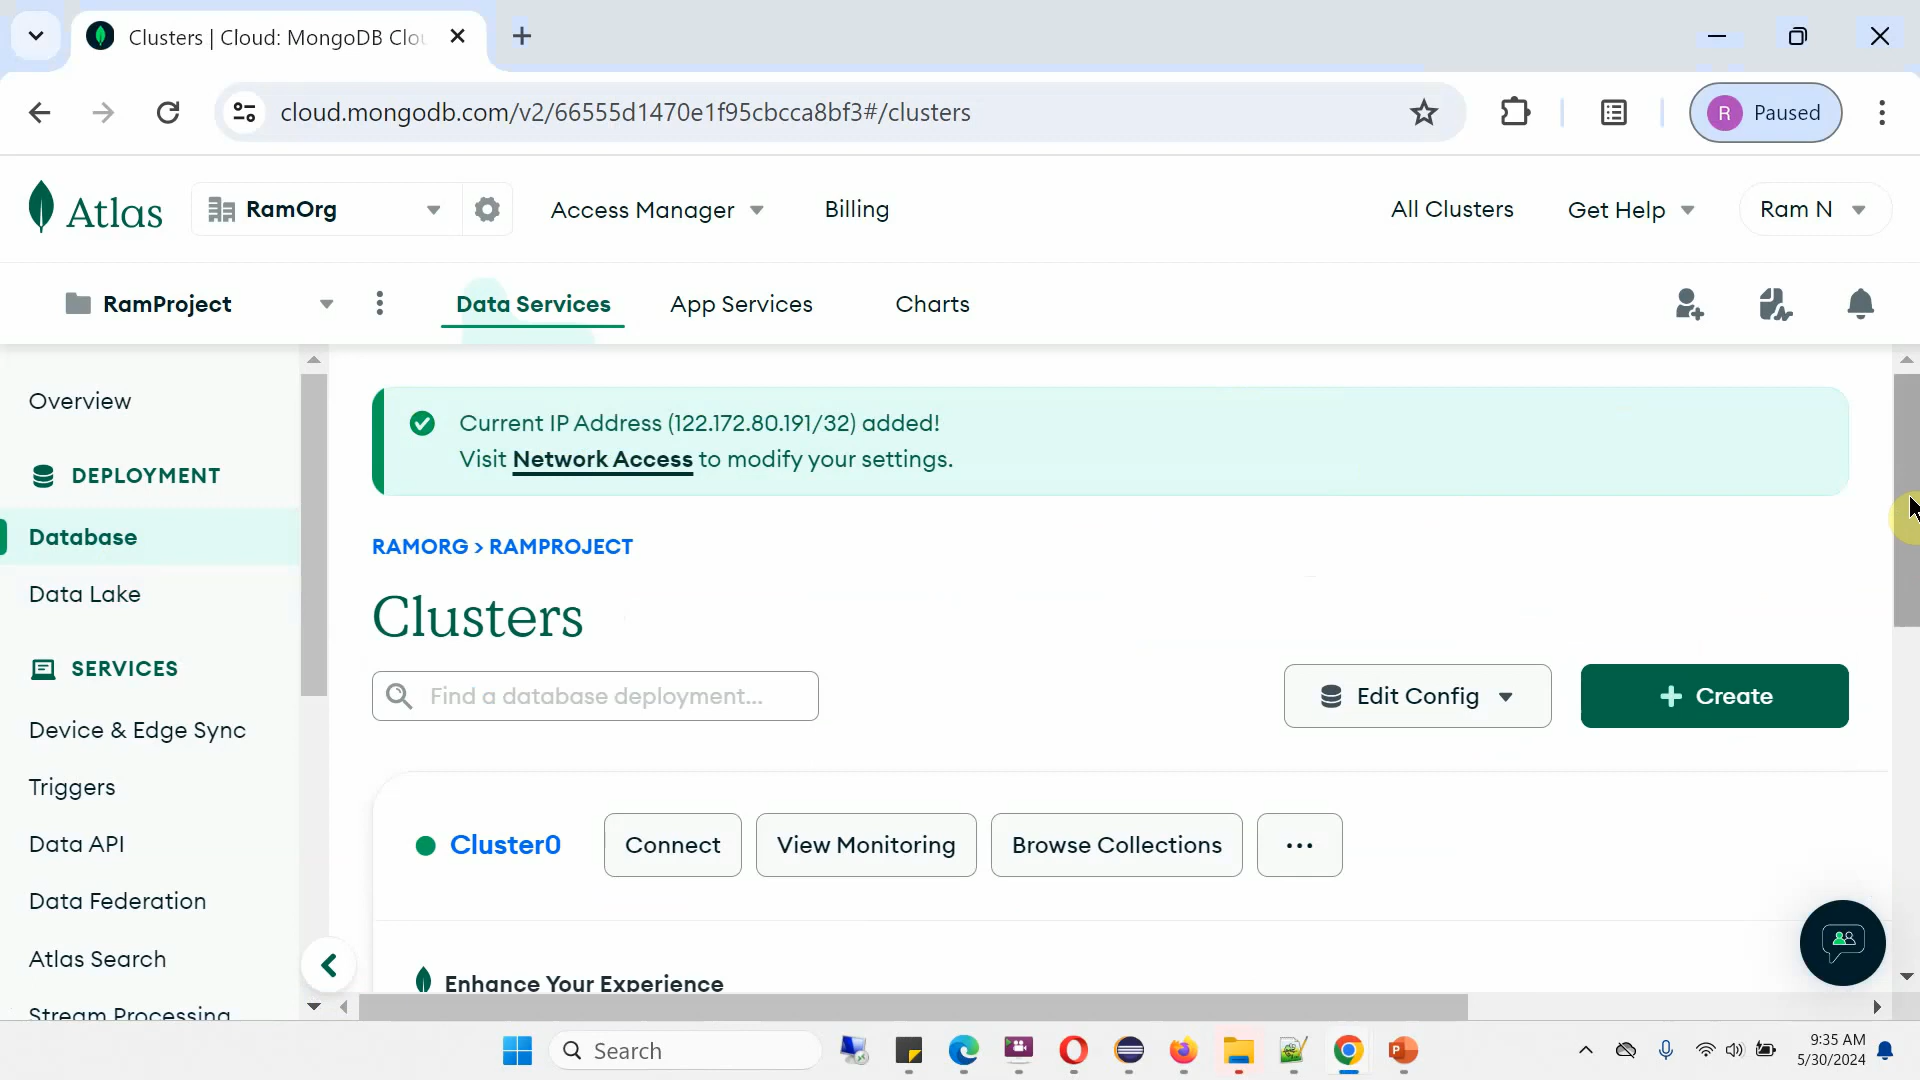 Clusters | Cloud: MongoDB Clou
cloud.mongodb.com/v2/66555d1470e1f95cbcca8bf3#/clusters
R Paused
Atlas
RamOrg
Access Manager
Billing
All Clusters
Get Help
Ram N
RamProject
Data Services
App Services
Charts
Overview
DEPLOYMENT
Database
Data Lake
SERVICES
Device & Edge Sync
Triggers
Data API
Data Federation
Atlas Search
Stream Processing
Current IP Address (122.172.80.191/32) added!
Visit Network Access to modify your settings.
RAMORG > RAMPROJECT
Clusters
Find a database deployment...
Edit Config
+ Create
Cluster0
Connect
View Monitoring
Browse Collections
...
Enhance Your Experience
Search
9:35 AM
5/30/2024